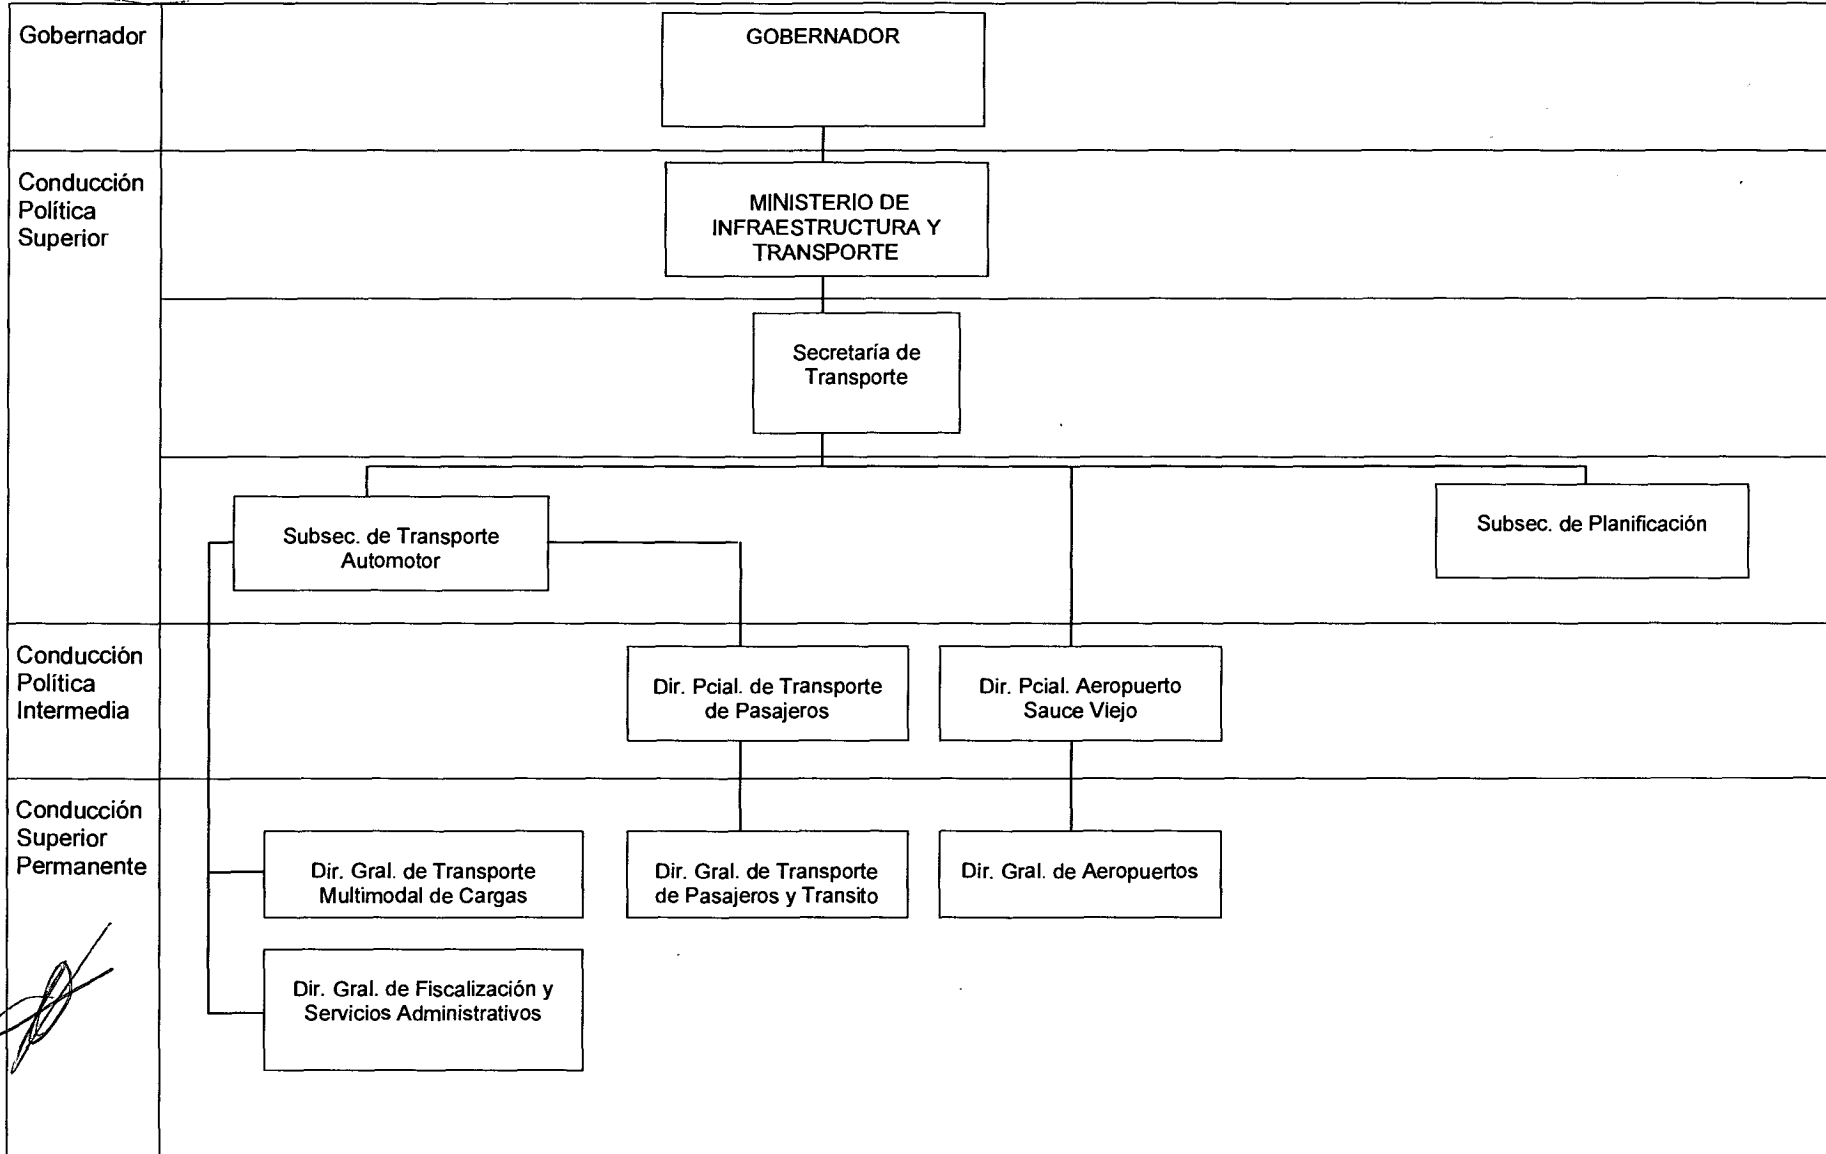 Gobernador
GOBERNADOR
Conducción
Política
Superior
MINISTERIO DE
INFRAESTRUCTURA Y
TRANSPORTE
Secretaría de
Transporte
Subsec. de Transporte
Automotor
Subsec. de Planificación
Conducción
Política
Intermedia
Dir. Pcial. de Transporte
de Pasajeros
Dir. Pcial. Aeropuerto
Sauce Viejo
Conducción
Superior
Permanente
Dir. Gral. de Transporte
Multimodal de Cargas
Dir. Gral. de Transporte
de Pasajeros y Transito
Dir. Gral. de Aeropuertos
Dir. Gral. de Fiscalización y
Servicios Administrativos